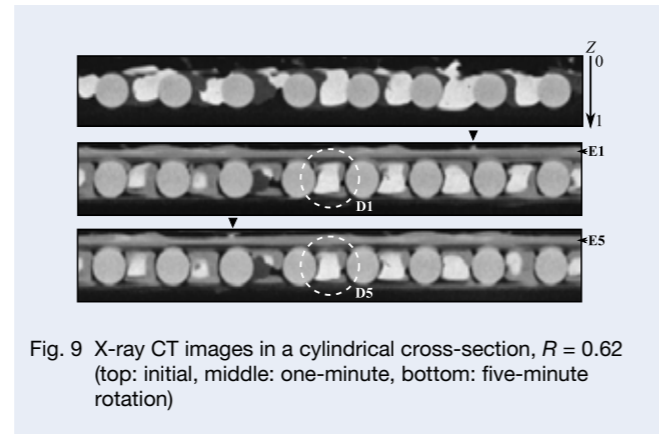 Z
0
1
E1
D1
E5
D5
Fig. 9 X-ray CT images in a cylindrical cross-section, R = 0.62
(top: initial, middle: one-minute, bottom: five-minute
rotation)